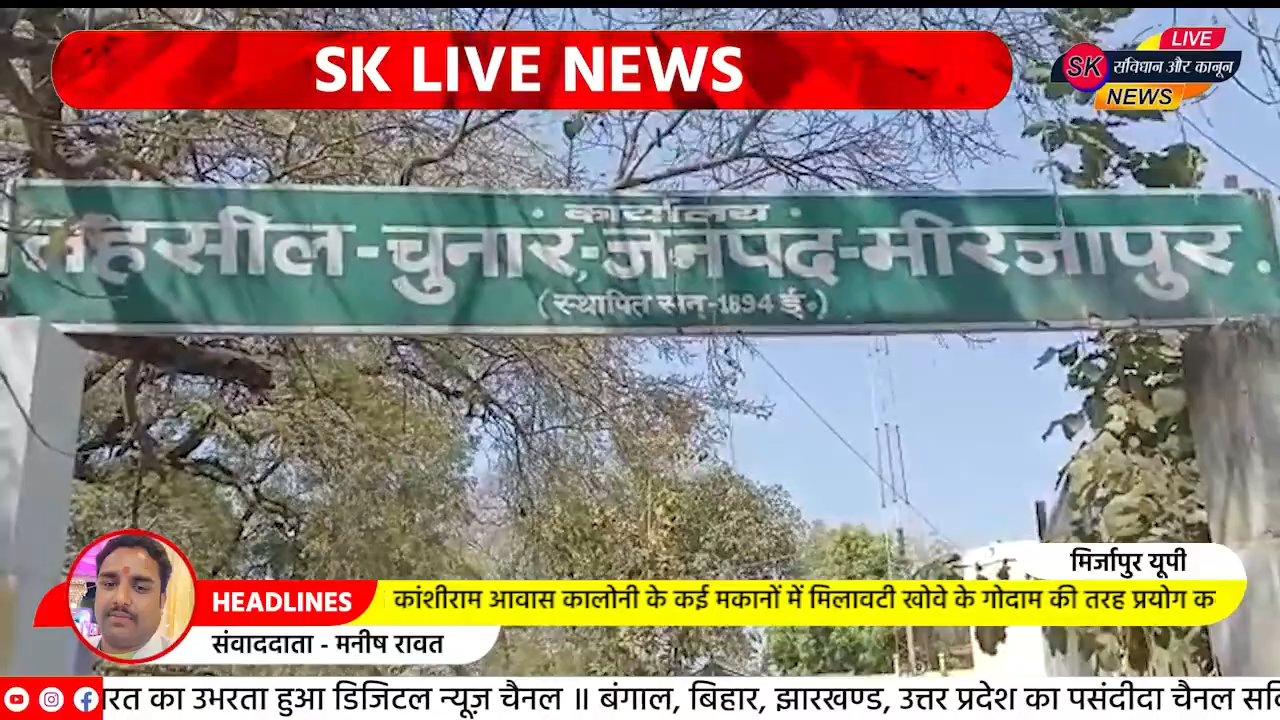 SK LIVE NEWS
LIVE
SK संविधान और कानून
NEWS
कार्यालय
तहसील - चुनार, जनपद - मीरजापुर
(स्थापित सन्-1894 ई०)
मिर्जापुर यूपी
HEADLINES कांशीराम आवास कालोनी के कई मकानों में मिलावटी खोवे के गोदाम की तरह प्रयोग क
संवाददाता - मनीष रावत
रत का उभरता हुआ डिजिटल न्यूज़ चैनल ॥ बंगाल, बिहार, झारखण्ड, उत्तर प्रदेश का पसंदीदा चैनल